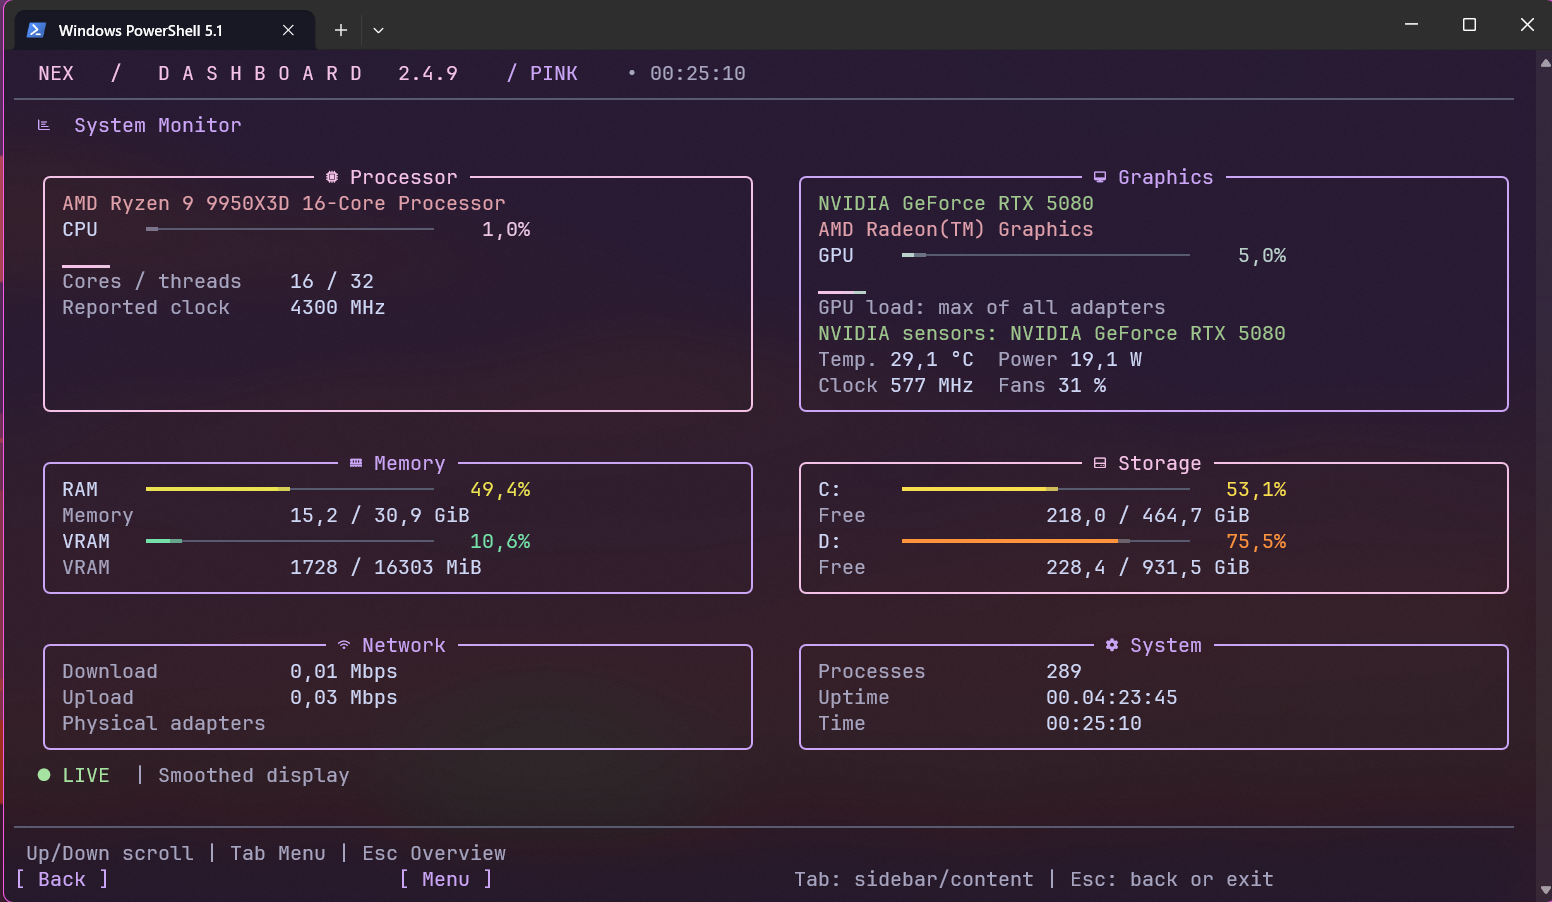 Windows PowerShell 5.1
NEX / D A S H B O A R D 2.4.9 / PINK • 00:25:10
System Monitor
Processor
AMD Ryzen 9 9950X3D 16-Core Processor
CPU 1,0%
Cores / threads 16 / 32
Reported clock 4300 MHz
Graphics
NVIDIA GeForce RTX 5080
AMD Radeon(TM) Graphics
GPU 5,0%
GPU load: max of all adapters
NVIDIA sensors: NVIDIA GeForce RTX 5080
Temp. 29,1 °C Power 19,1 W
Clock 577 MHz Fans 31 %
Memory
RAM 49,4%
Memory 15,2 / 30,9 GiB
VRAM 10,6%
VRAM 1728 / 16303 MiB
Storage
C: 53,1%
Free 218,0 / 464,7 GiB
D: 75,5%
Free 228,4 / 931,5 GiB
Network
Download 0,01 Mbps
Upload 0,03 Mbps
Physical adapters
System
Processes 289
Uptime 00.04:23:45
Time 00:25:10
● LIVE | Smoothed display
Up/Down scroll | Tab Menu | Esc Overview
[ Back ] [ Menu ] Tab: sidebar/content | Esc: back or exit